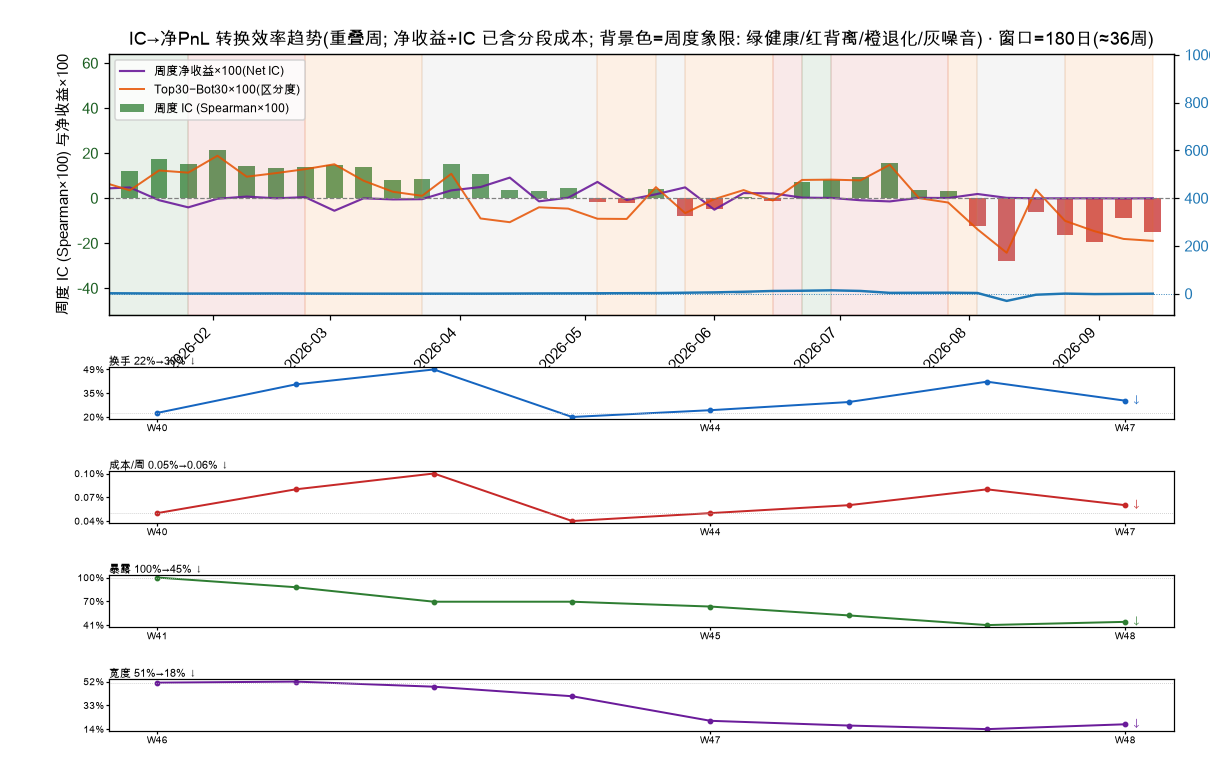 IC→净PnL 转换效率趋势(重叠周; 净收益÷IC 已含分段成本; 背景色=周度象限: 绿健康/红背离/橙退化/灰噪音) · 窗口=180日(≈36周)
周度 IC (Spearman×100) 与净收益×100
60
40
20
0
-20
-40
周度净收益×100(Net IC)
Top30−Bot30×100(区分度)
周度 IC (Spearman×100)
1000
800
600
400
200
0
2026-02
2026-03
2026-04
2026-05
2026-06
2026-07
2026-08
2026-09
换手 22%→30% ↓
49%
35%
20%
↓
W40
W44
W47
成本/周 0.05%→0.06% ↓
0.10%
0.07%
0.04%
↓
W40
W44
W47
暴露 100%→45% ↓
100%
70%
41%
↓
W41
W45
W48
宽度 51%→18% ↓
52%
33%
14%
↓
W46
W47
W48